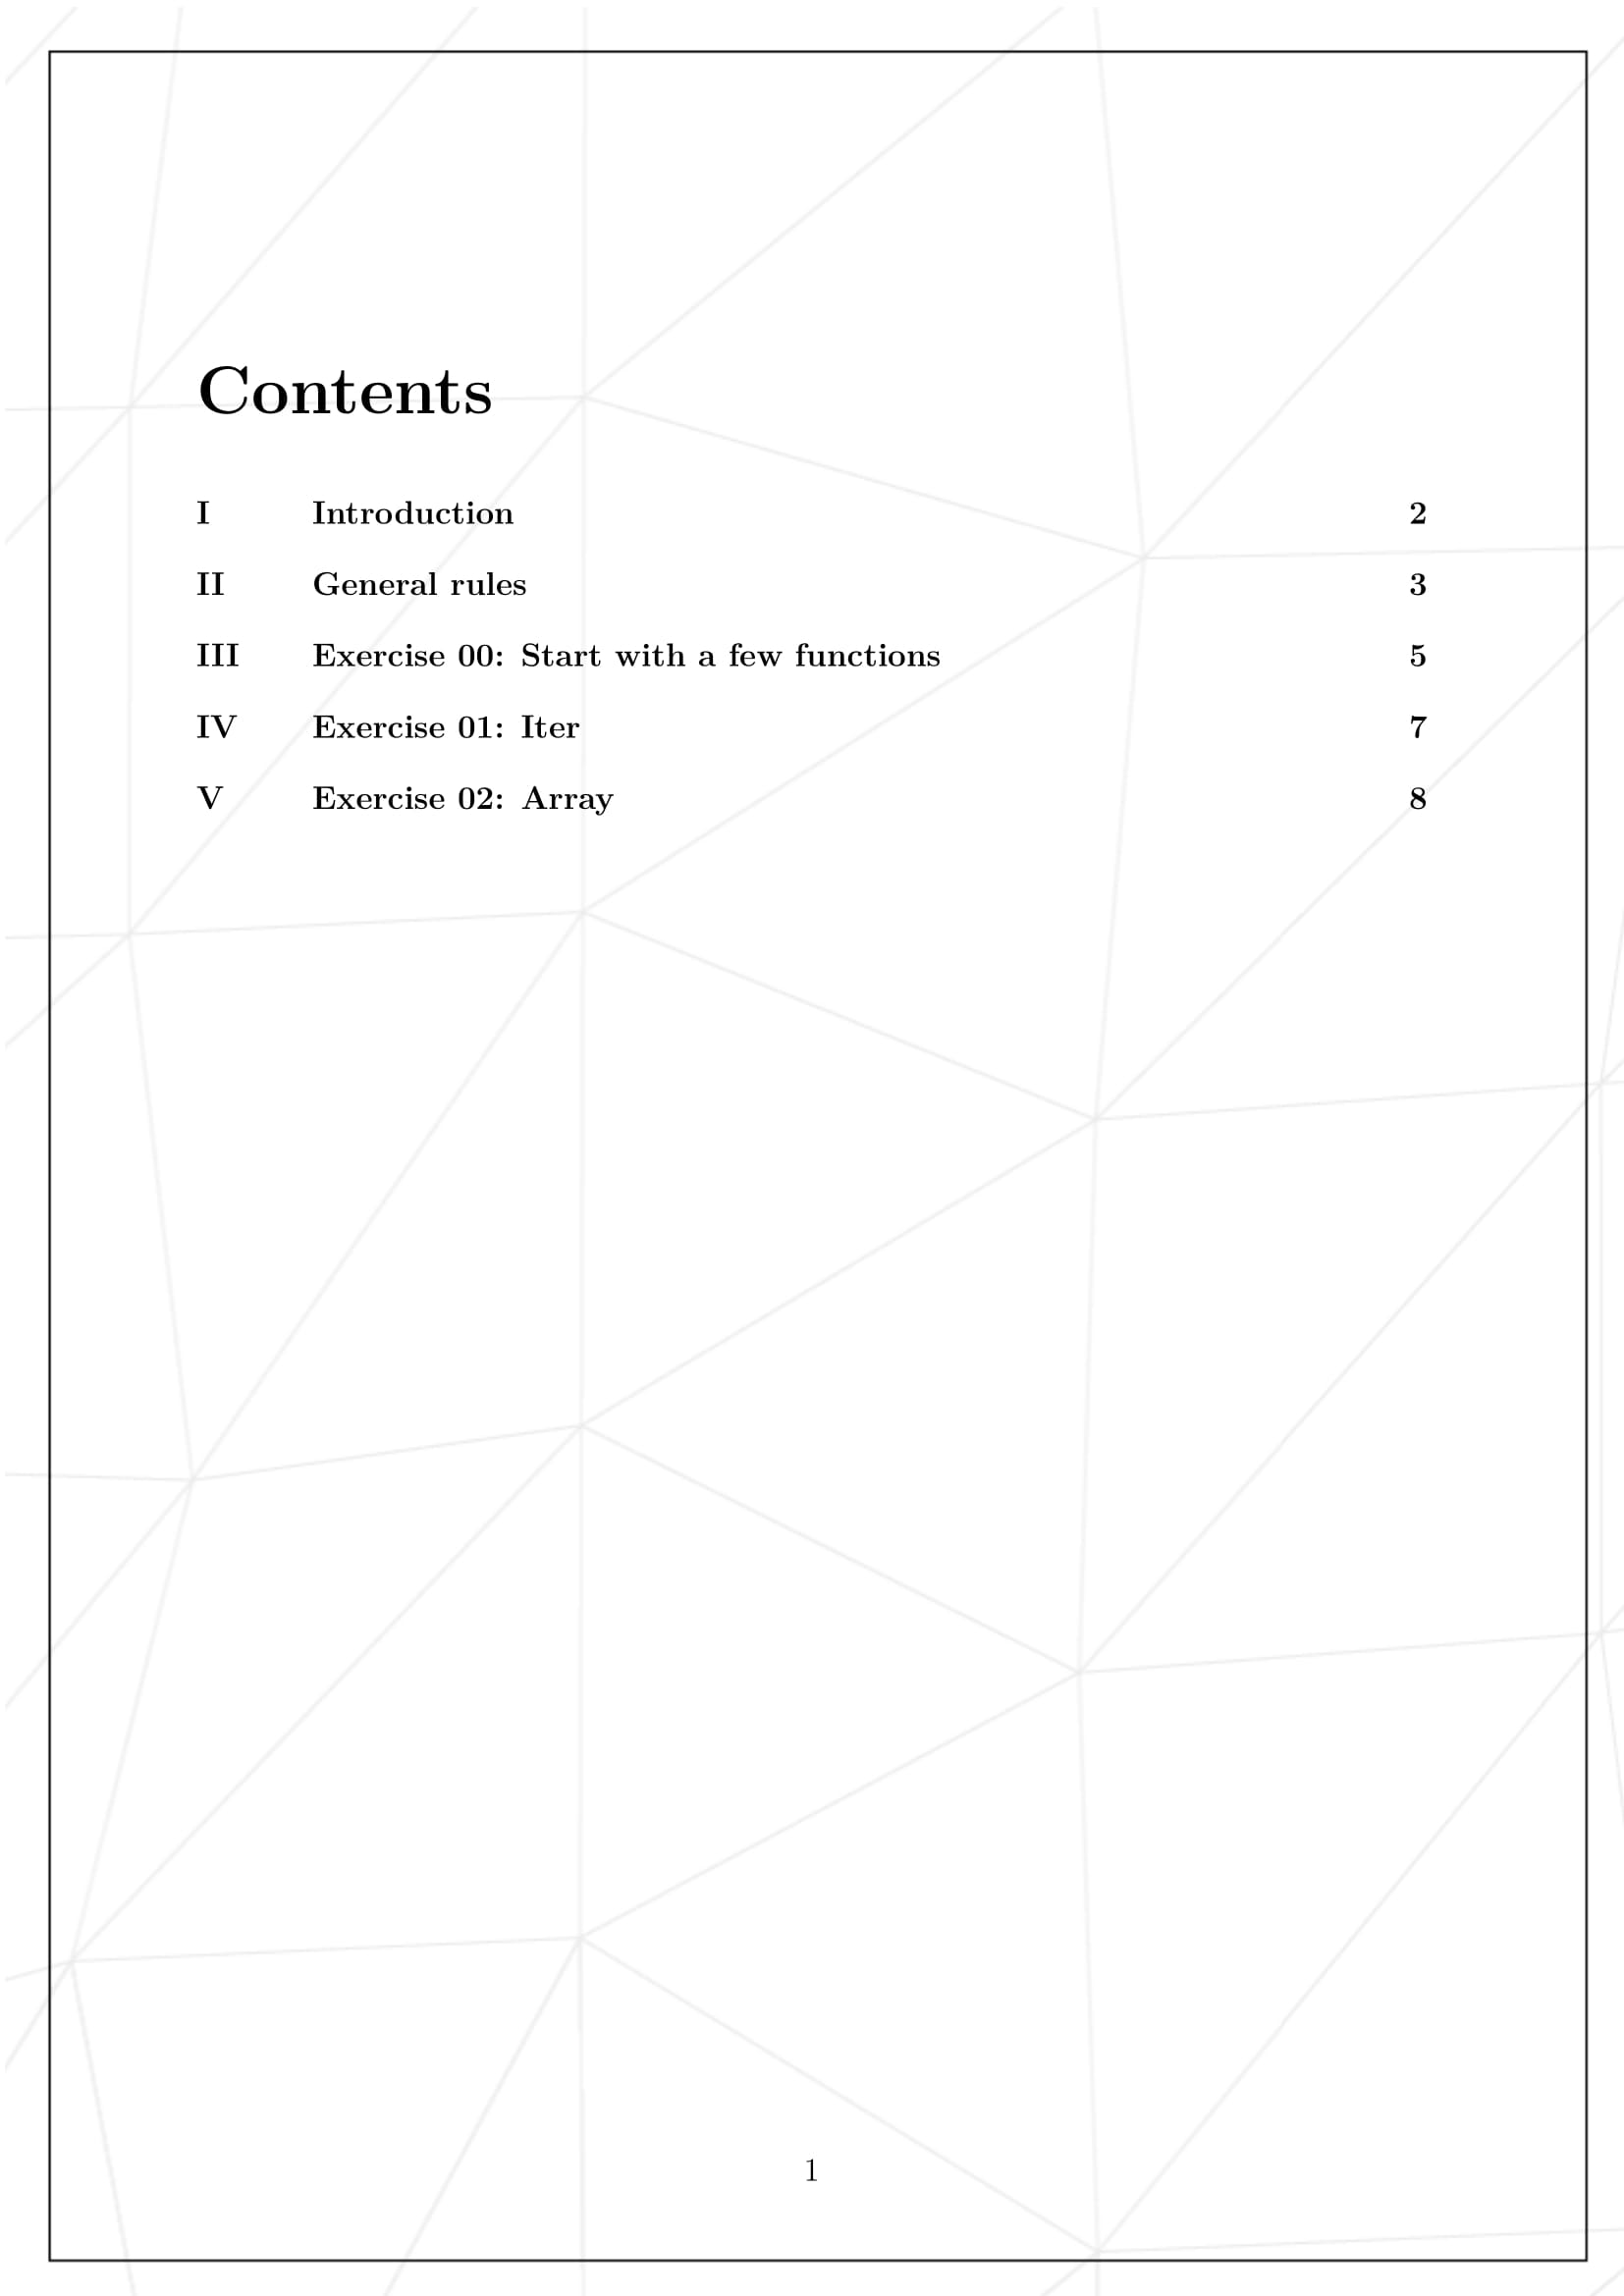 Contents
I Introduction 2
II General rules 3
III Exercise 00: Start with a few functions 5
IV Exercise 01: Iter 7
V Exercise 02: Array 8
1